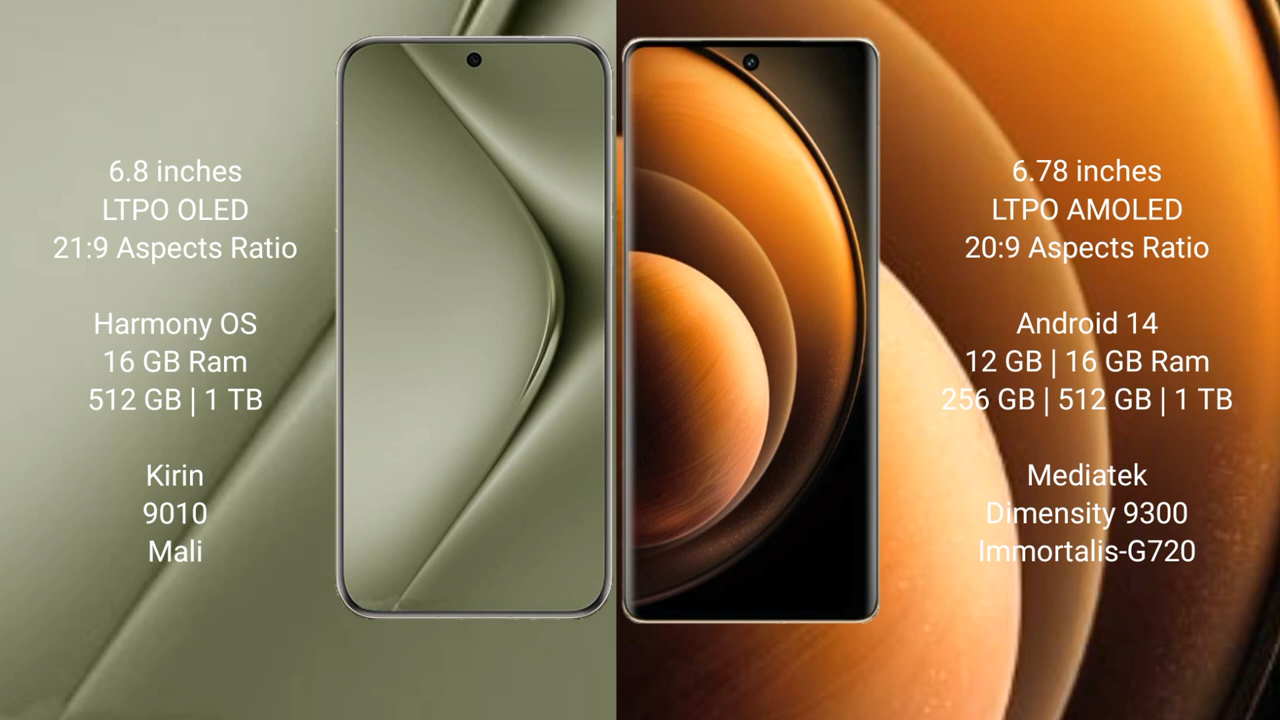 6.8 inches
LTPO OLED
21:9 Aspects Ratio
Harmony OS
16 GB Ram
512 GB | 1 TB
Kirin
9010
Mali
6.78 inches
LTPO AMOLED
20:9 Aspects Ratio
Android 14
12 GB | 16 GB Ram
256 GB | 512 GB | 1 TB
Mediatek
Dimensity 9300
Immortalis-G720